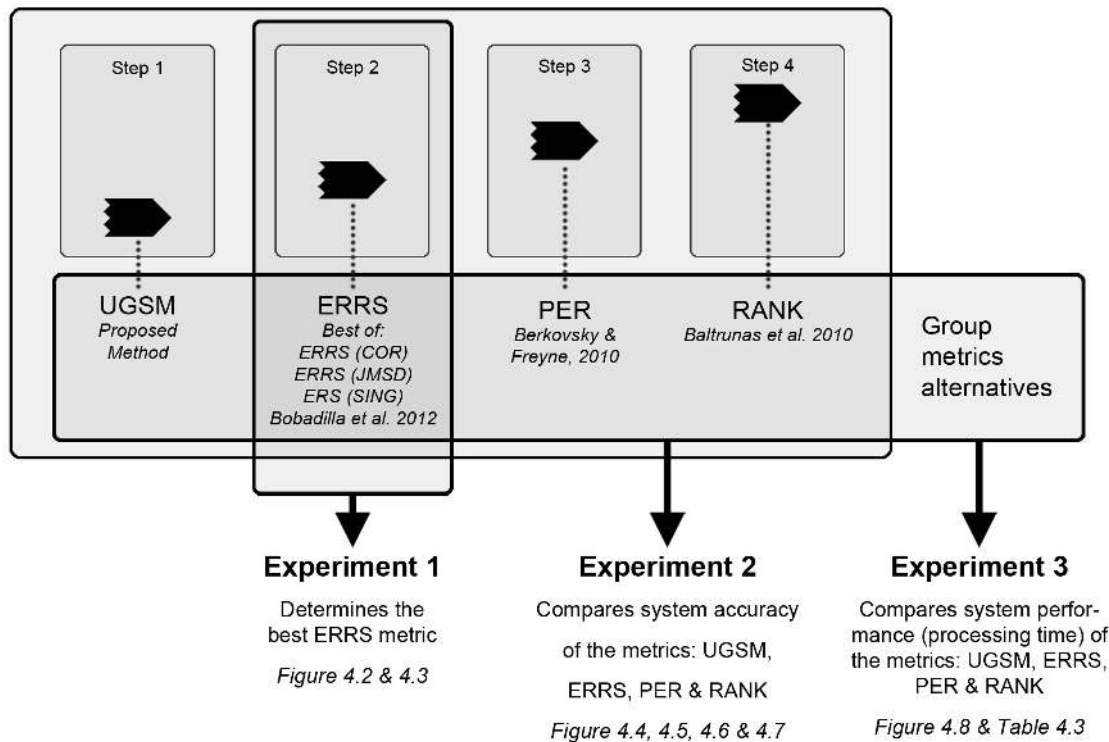 Step 1
Step 2
Step 3
Step 4
UGSM
Proposed
Method
ERRS
Best of:
ERRS (COR)
ERRS (JMSD)
ERS (SING)
Bobadilla et al. 2012
PER
Berkovsky &
Freyne, 2010
RANK
Baltrunas et al. 2010
Group
metrics
alternatives
Experiment 1
Determines the
best ERRS metric
Figure 4.2 & 4.3
Experiment 2
Compares system accuracy
of the metrics: UGSM,
ERRS, PER & RANK
Figure 4.4, 4.5, 4.6 & 4.7
Experiment 3
Compares system perfor-
mance (processing time) of
the metrics: UGSM, ERRS,
PER & RANK
Figure 4.8 & Table 4.3